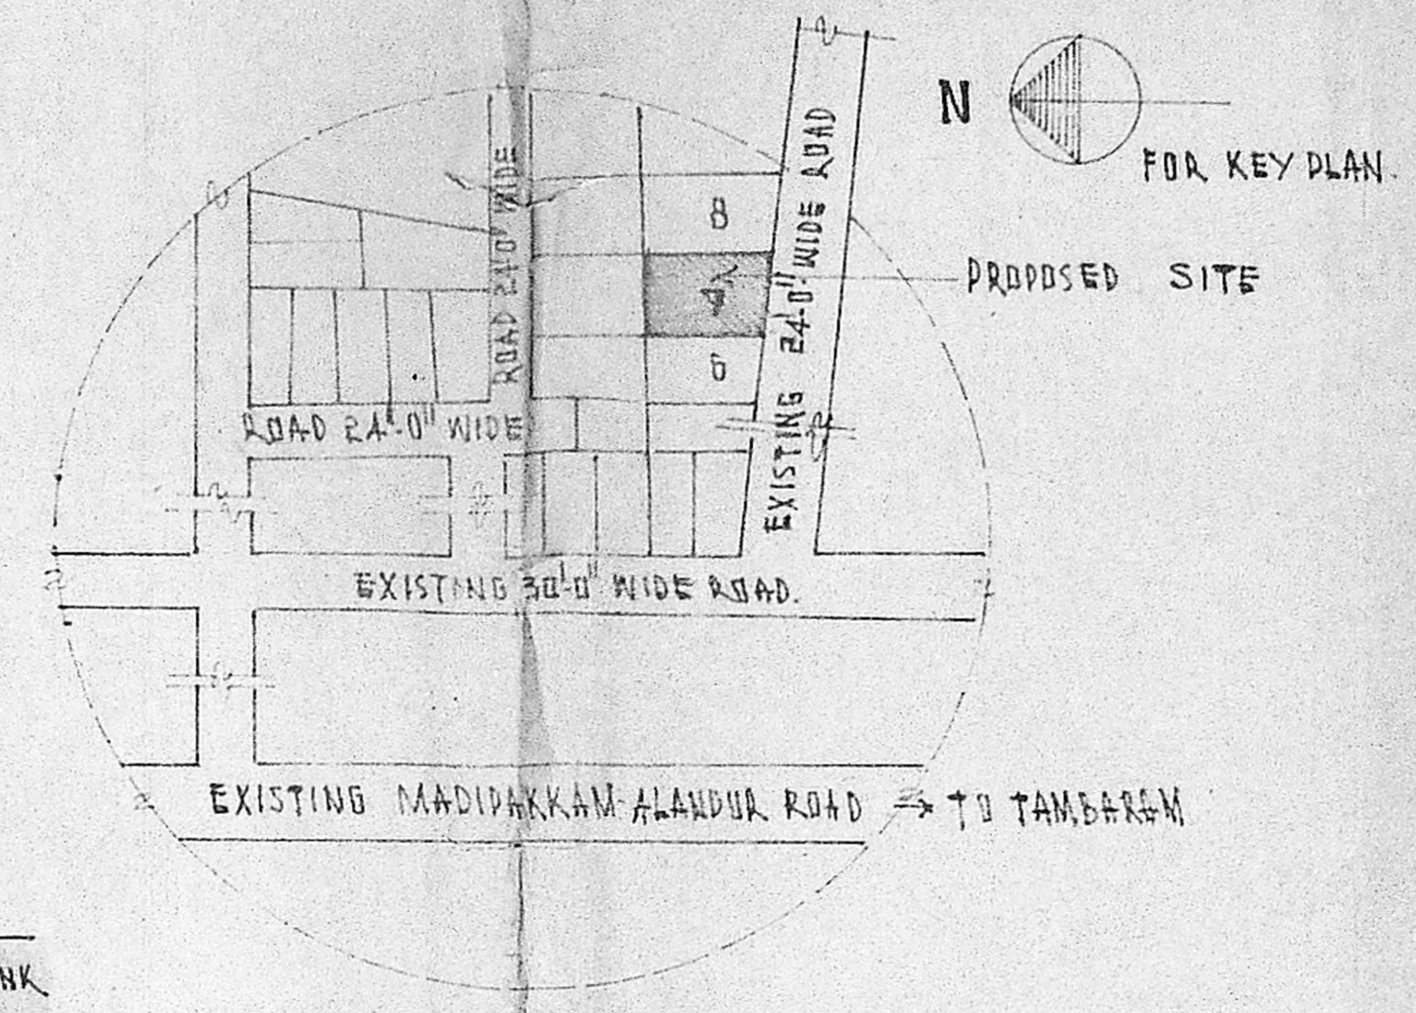 N
FOR KEY PLAN.
8
ROAD 24'-0" WIDE
EXISTING 24'-0" WIDE ROAD
PROPOSED SITE
6
ROAD 24'-0" WIDE
EXISTING 30'-0" WIDE ROAD.
EXISTING MADIPAKKAM-ALANDUR ROAD → TO TAMBARAM